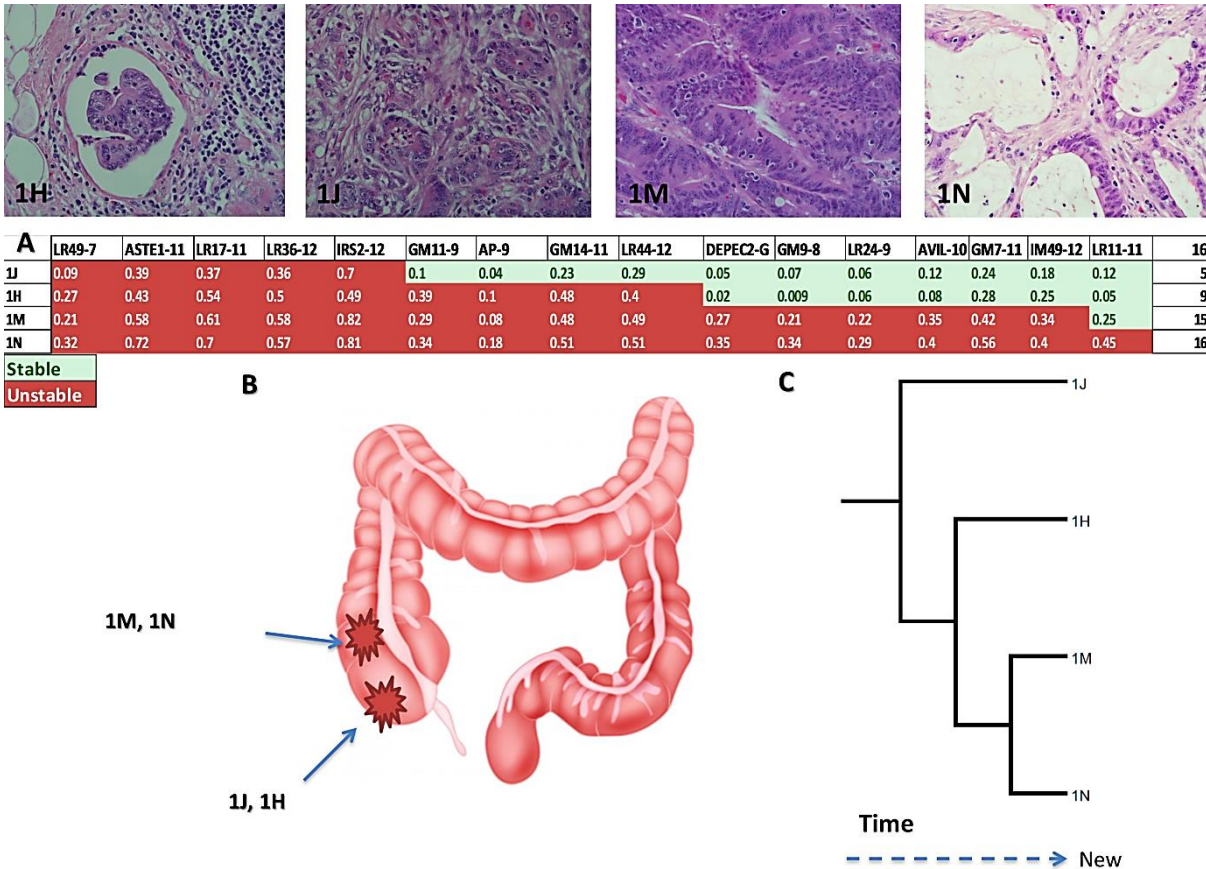 1H
1J
1M
1N
A LR49-7 ASTE1-11 LR17-11 LR36-12 IRS2-12 GM11-9 AP-9 GM14-11 LR44-12 DEPEC2-G GM9-8 LR24-9 AVIL-10 GM7-11 IM49-12 LR11-11 16
1J 0.09 0.39 0.37 0.36 0.7 0.1 0.04 0.23 0.29 0.05 0.07 0.06 0.12 0.24 0.18 0.12 5
1H 0.27 0.43 0.54 0.5 0.49 0.39 0.1 0.48 0.4 0.02 0.009 0.06 0.08 0.28 0.25 0.05 9
1M 0.21 0.58 0.61 0.58 0.82 0.29 0.08 0.48 0.49 0.27 0.21 0.22 0.35 0.42 0.34 0.25 15
1N 0.32 0.72 0.7 0.57 0.81 0.34 0.18 0.51 0.51 0.35 0.34 0.29 0.4 0.56 0.4 0.45 16
Stable
Unstable
B
1M, 1N
1J, 1H
C
1J
1H
1M
1N
Time
New